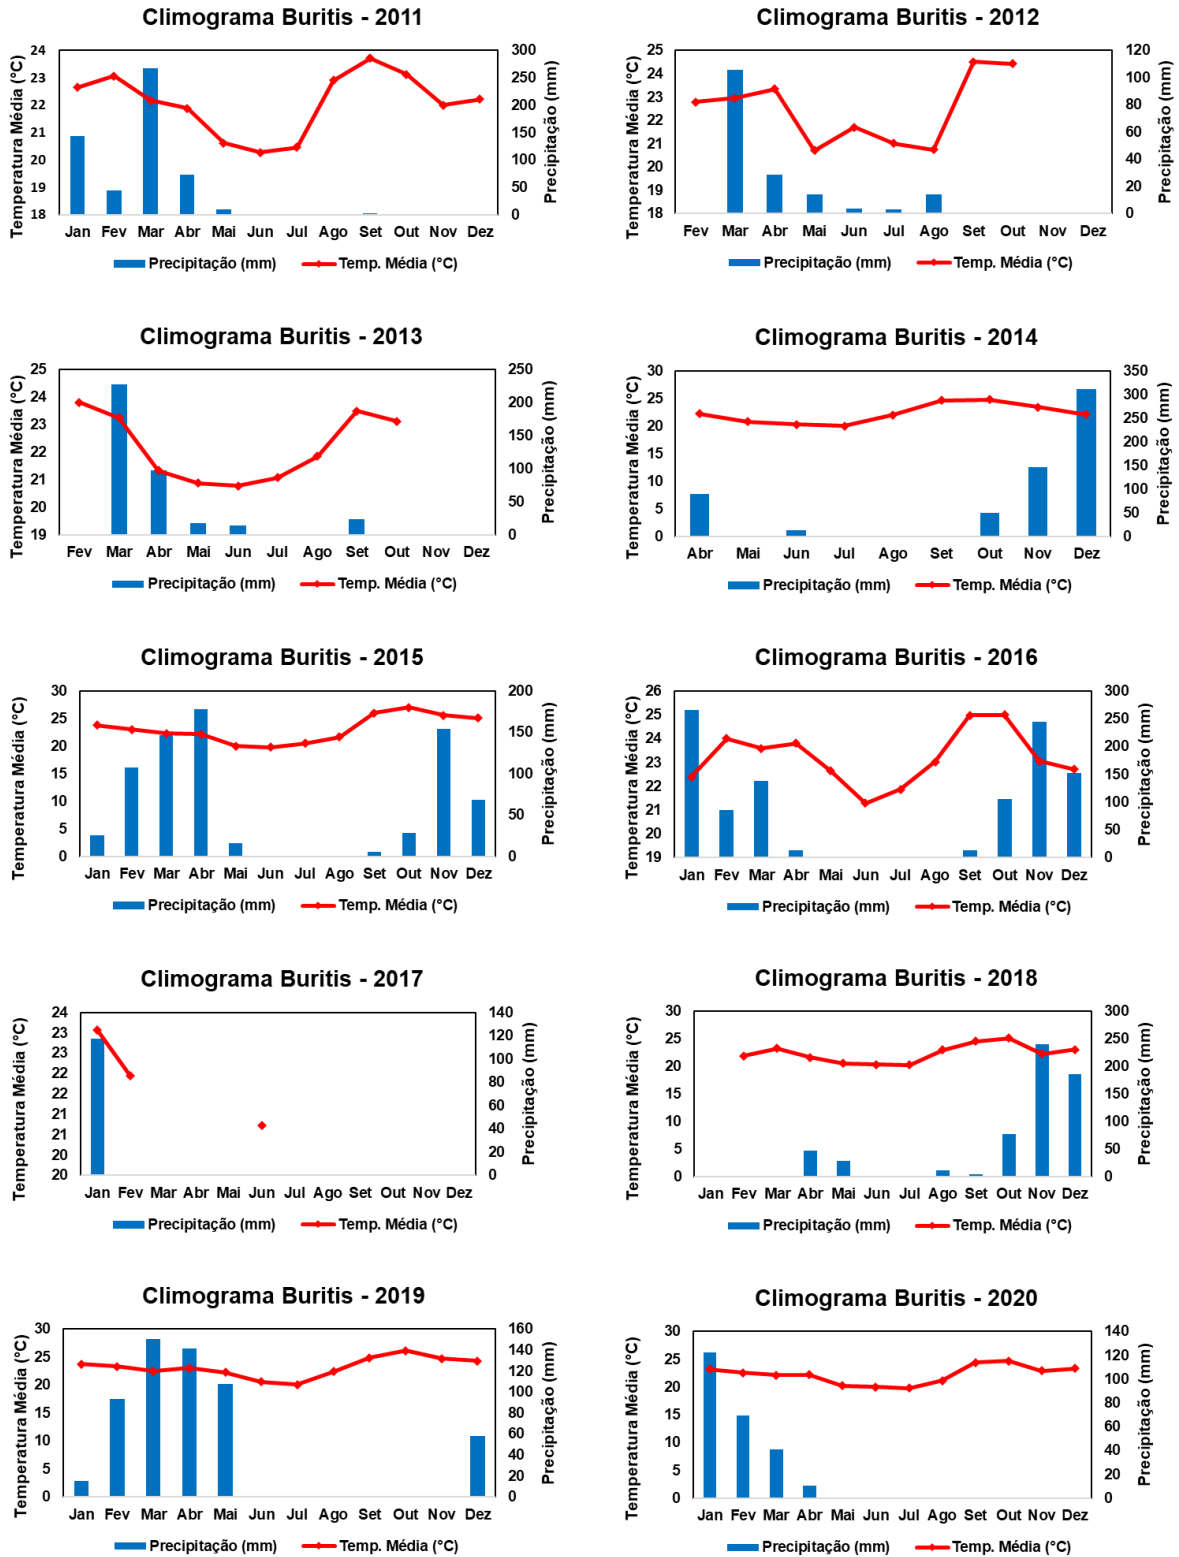 Climograma Buritis - 2011
Temperatura Média (°C)
24
23
22
21
20
19
18
300
250
200
150
100
50
0
Precipitação (mm)
Jan Fev Mar Abr Mai Jun Jul Ago Set Out Nov Dez
Precipitação (mm) Temp. Média (°C)
Climograma Buritis - 2012
Temperatura Média (°C)
25
24
23
22
21
20
19
18
120
100
80
60
40
20
0
Precipitação (mm)
Fev Mar Abr Mai Jun Jul Ago Set Out Nov Dez
Precipitação (mm) Temp. Média (°C)
Climograma Buritis - 2013
Temperatura Média (°C)
25
24
23
22
21
20
19
250
200
150
100
50
0
Precipitação (mm)
Fev Mar Abr Mai Jun Jul Ago Set Out Nov Dez
Precipitação (mm) Temp. Média (°C)
Climograma Buritis - 2014
Temperatura Média (°C)
30
25
20
15
10
5
0
350
300
250
200
150
100
50
0
Precipitação (mm)
Abr Mai Jun Jul Ago Set Out Nov Dez
Precipitação (mm) Temp. Média (°C)
Climograma Buritis - 2015
Temperatura Média (°C)
30
25
20
15
10
5
0
200
150
100
50
0
Precipitação (mm)
Jan Fev Mar Abr Mai Jun Jul Ago Set Out Nov Dez
Precipitação (mm) Temp. Média (°C)
Climograma Buritis - 2016
Temperatura Média (°C)
26
25
24
23
22
21
20
19
300
250
200
150
100
50
0
Precipitação (mm)
Jan Fev Mar Abr Mai Jun Jul Ago Set Out Nov Dez
Precipitação (mm) Temp. Média (°C)
Climograma Buritis - 2017
Temperatura Média (°C)
24
23
23
22
22
21
21
20
20
140
120
100
80
60
40
20
0
Precipitação (mm)
Jan Fev Mar Abr Mai Jun Jul Ago Set Out Nov Dez
Precipitação (mm) Temp. Média (°C)
Climograma Buritis - 2018
Temperatura Média (°C)
30
25
20
15
10
5
0
300
250
200
150
100
50
0
Precipitação (mm)
Jan Fev Mar Abr Mai Jun Jul Ago Set Out Nov Dez
Precipitação (mm) Temp. Média (°C)
Climograma Buritis - 2019
Temperatura Média (°C)
30
25
20
15
10
5
0
160
140
120
100
80
60
40
20
0
Precipitação (mm)
Jan Fev Mar Abr Mai Jun Jul Ago Set Out Nov Dez
Precipitação (mm) Temp. Média (°C)
Climograma Buritis - 2020
Temperatura Média (°C)
30
25
20
15
10
5
0
140
120
100
80
60
40
20
0
Precipitação (mm)
Jan Fev Mar Abr Mai Jun Jul Ago Set Out Nov Dez
Precipitação (mm) Temp. Média (°C)